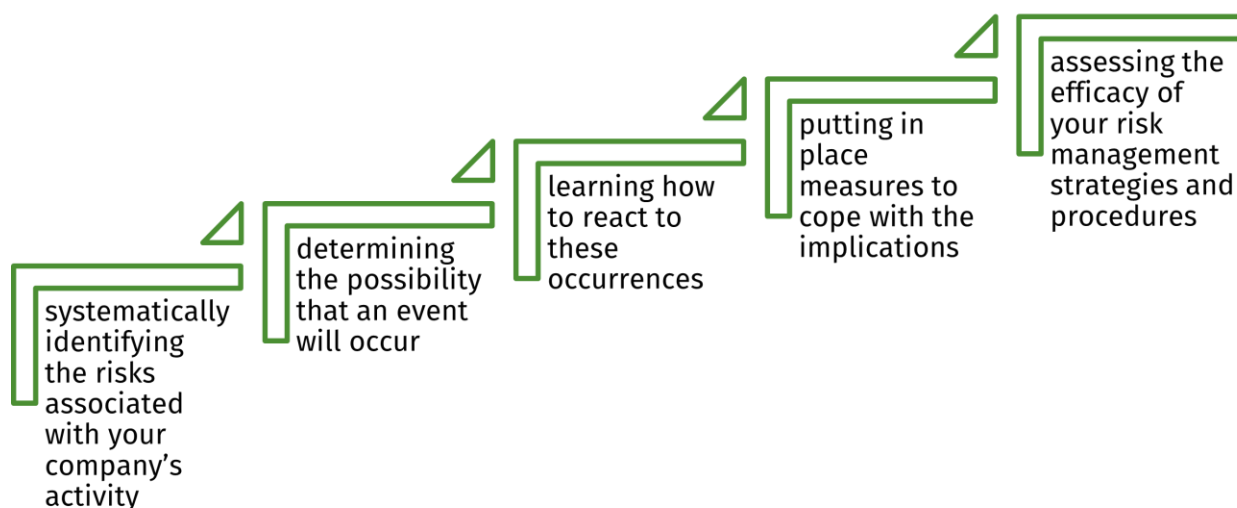 systematically
identifying
the risks
associated
with your
company's
activity
determining
the possibility
that an event
will occur
learning how
to react to
these
occurrences
putting in
place
measures to
cope with the
implications
assessing the
efficacy of
your risk
management
strategies and
procedures